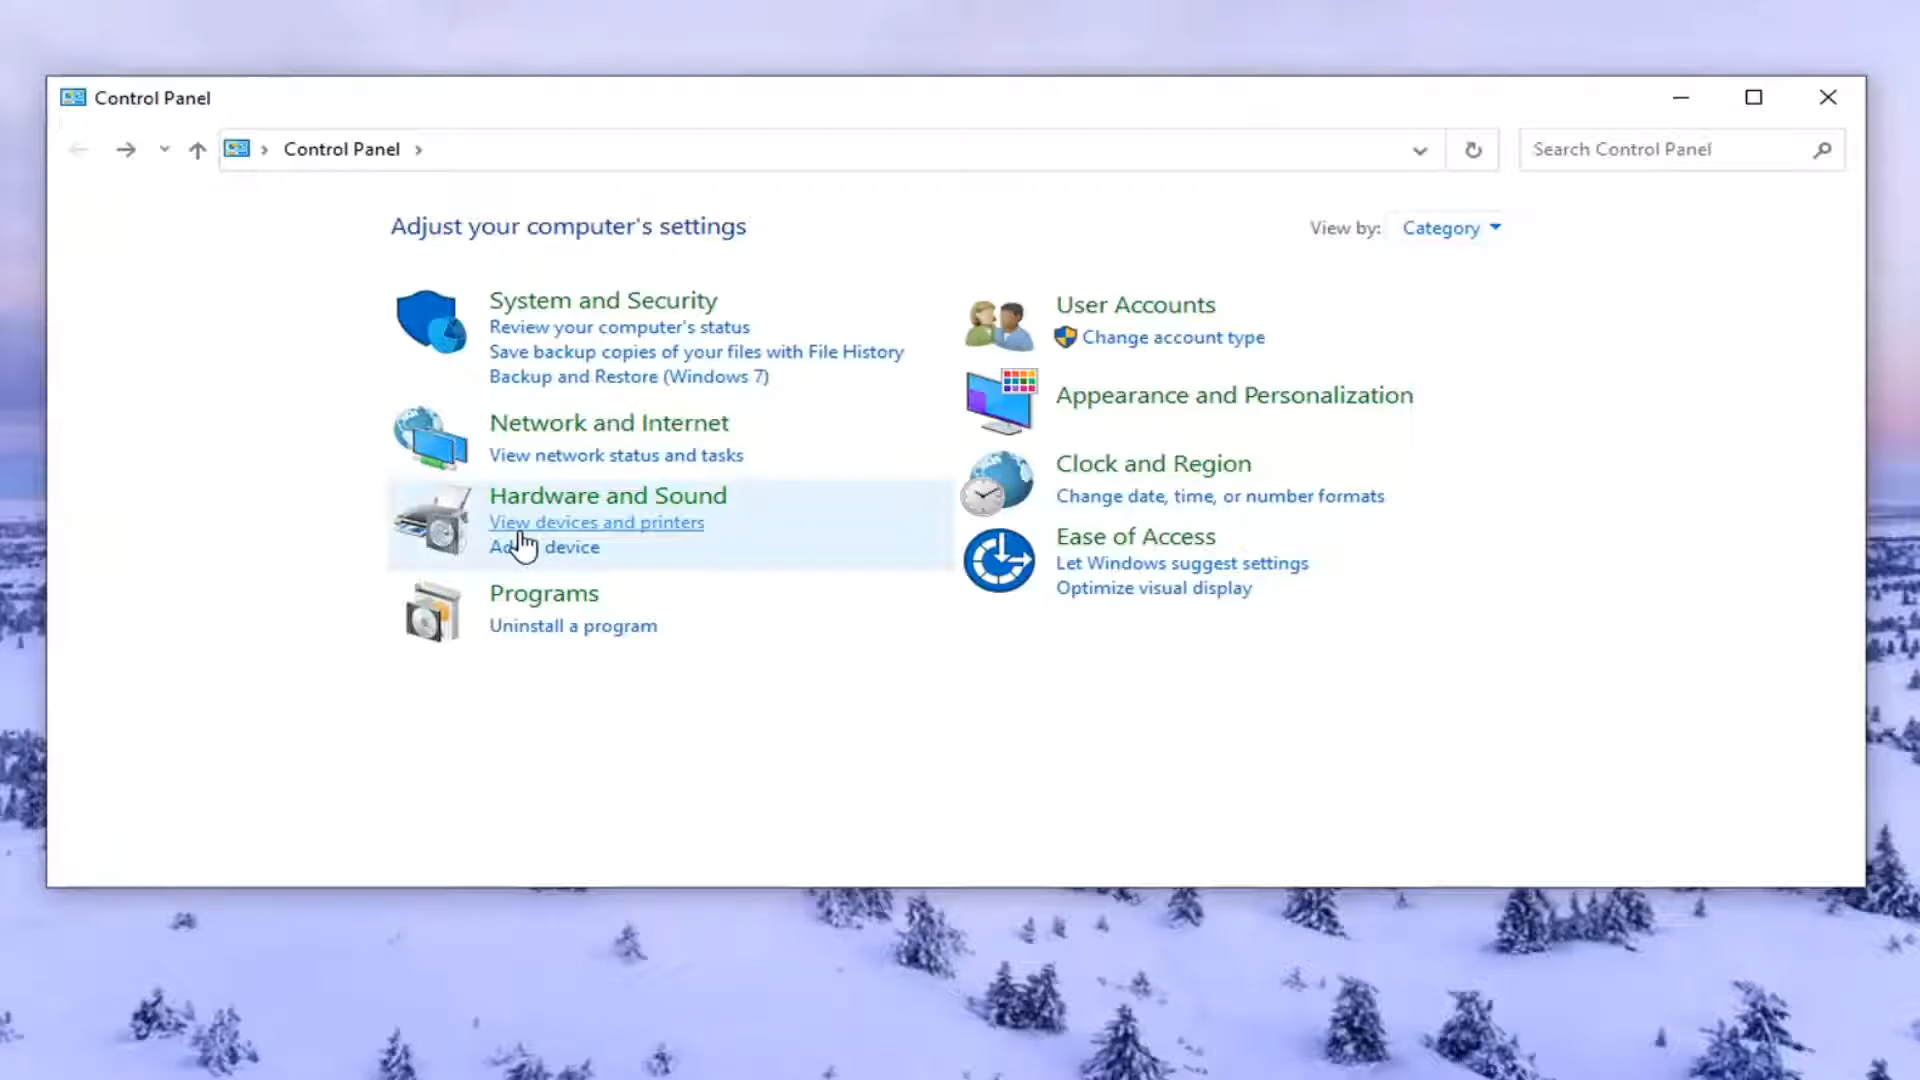 Control Panel
Control Panel
Search Control Panel
Adjust your computer's settings
View by: Category
System and Security
Review your computer's status
Save backup copies of your files with File History
Backup and Restore (Windows 7)
Network and Internet
View network status and tasks
Hardware and Sound
View devices and printers
device
Programs
Uninstall a program
User Accounts
Change account type
Appearance and Personalization
Clock and Region
Change date, time, or number formats
Ease of Access
Let Windows suggest settings
Optimize visual display